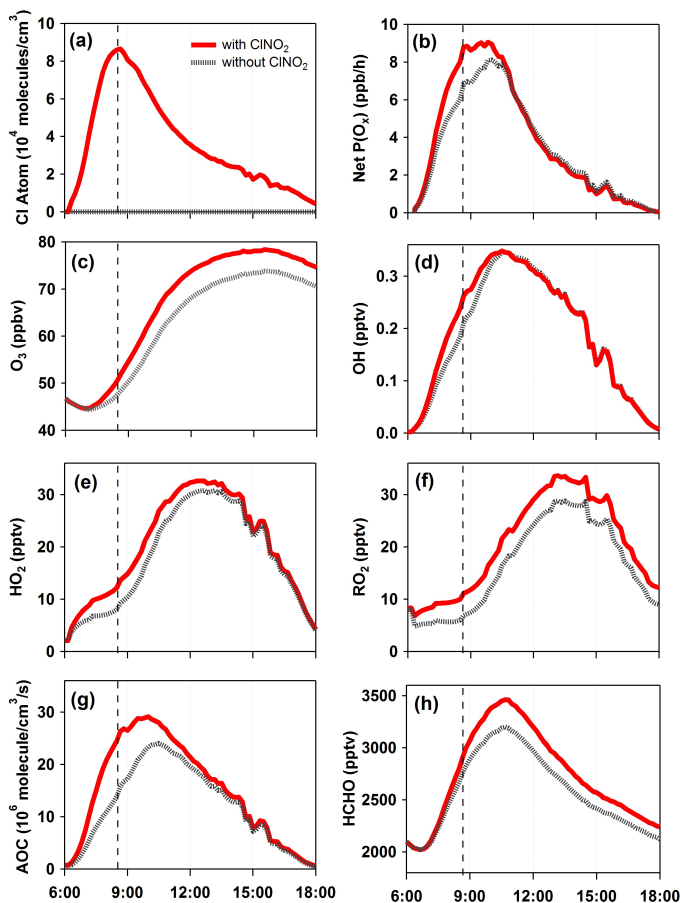 (a)
with ClNO2
without ClNO2
Cl Atom (10^4 molecules/cm^3)
10
8
6
4
2
0
(b)
Net P(Ox) (ppb/h)
10
8
6
4
2
0
(c)
O3 (ppbv)
80
70
60
50
40
(d)
OH (pptv)
0.3
0.2
0.1
0.0
(e)
HO2 (pptv)
30
20
10
0
(f)
RO2 (pptv)
30
20
10
0
(g)
AOC (10^6 molecule/cm^3/s)
30
20
10
0
6:00 9:00 12:00 15:00 18:00
(h)
HCHO (pptv)
3500
3000
2500
2000
6:00 9:00 12:00 15:00 18:00